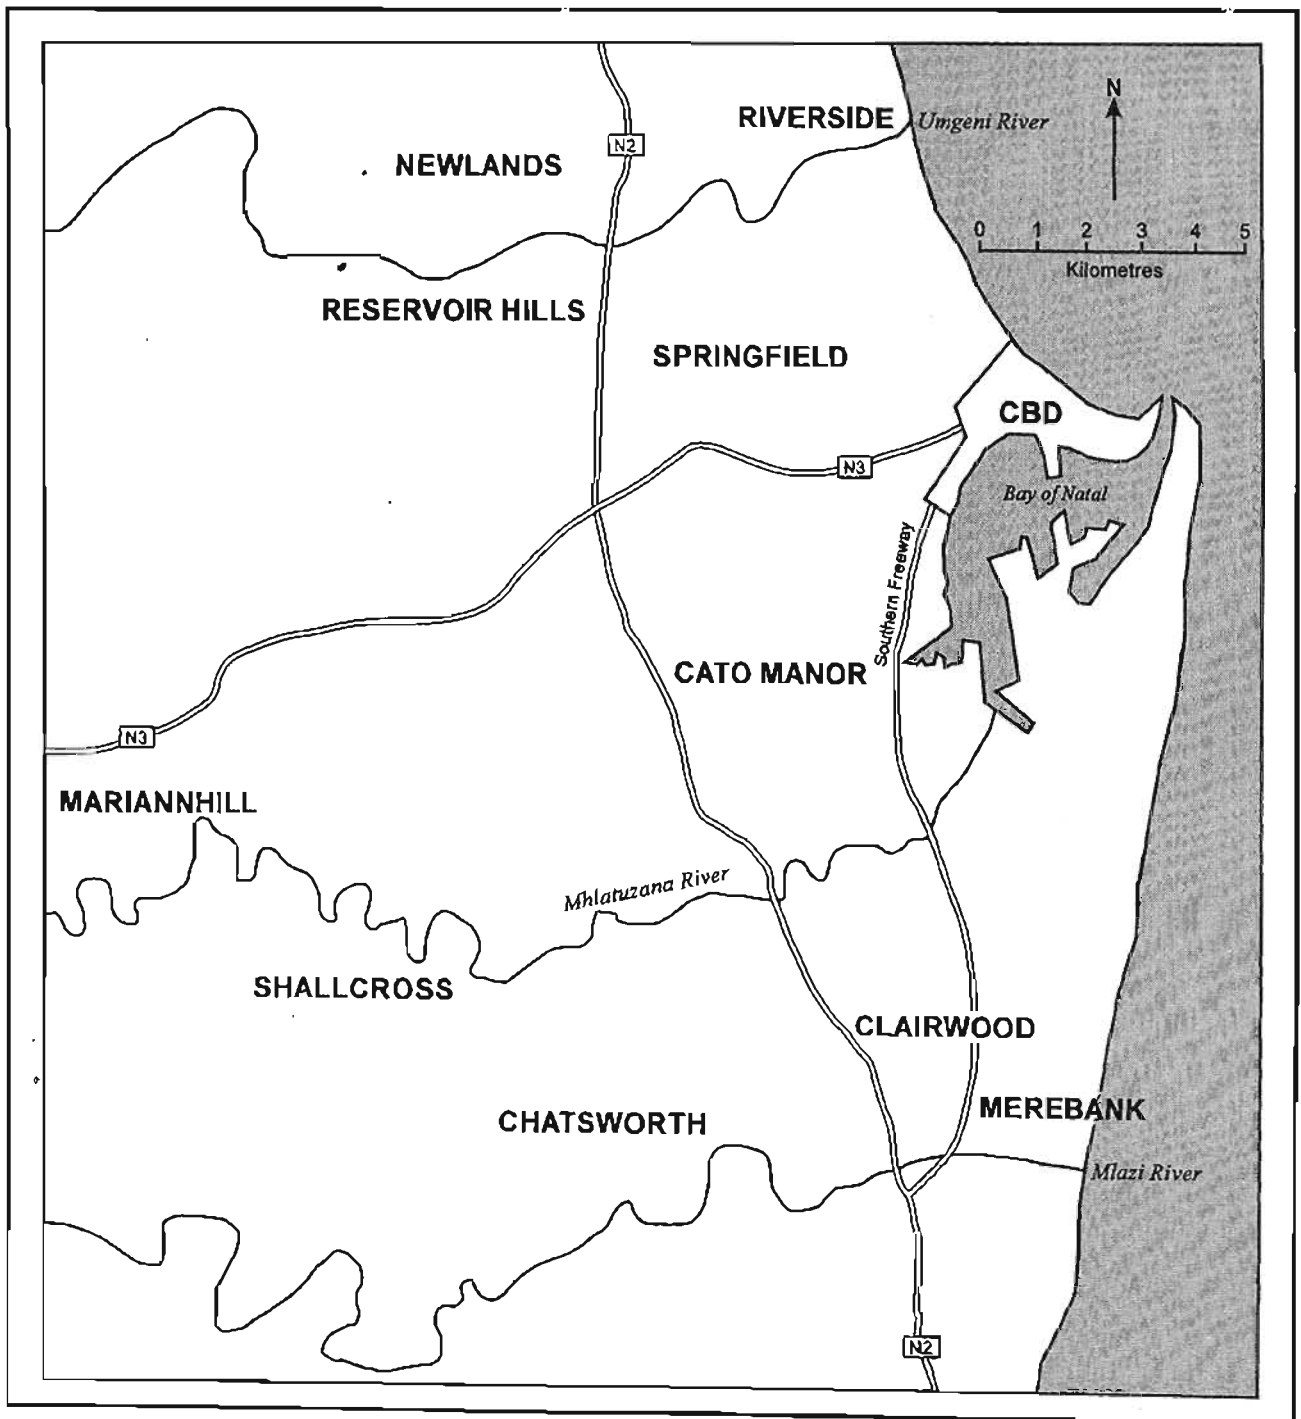 N
RIVERSIDE
Umgeni River
N2
NEWLANDS
0 1 2 3 4 5
Kilometres
RESERVOIR HILLS
SPRINGFIELD
CBD
N3
Bay of Natal
Southern Freeway
CATO MANOR
N3
MARIANNHILL
Mhlatuzana River
SHALLCROSS
CLAIRWOOD
MEREBANK
CHATSWORTH
Mlazi River
N2